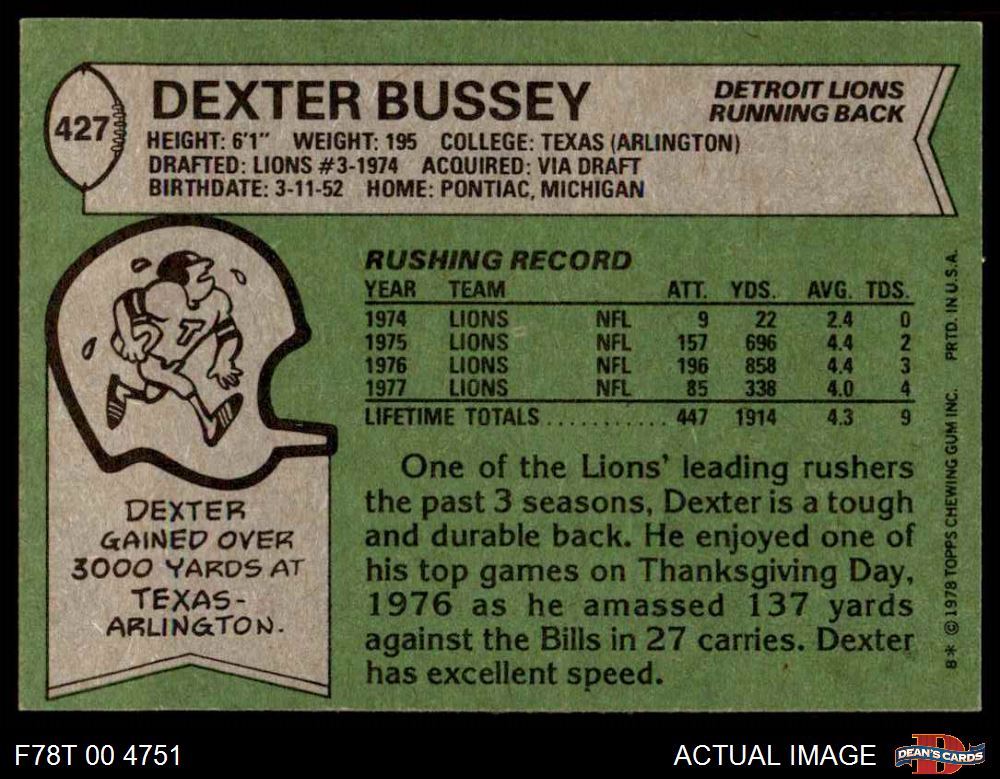 427
DEXTER BUSSEY
DETROIT LIONS
RUNNING BACK
HEIGHT: 6'1" WEIGHT: 195 COLLEGE: TEXAS (ARLINGTON)
DRAFTED: LIONS #3-1974 ACQUIRED: VIA DRAFT
BIRTHDATE: 3-11-52 HOME: PONTIAC, MICHIGAN
RUSHING RECORD
YEAR TEAM ATT. YDS. AVG. TDS.
1974 LIONS NFL 9 22 2.4 0
1975 LIONS NFL 157 696 4.4 2
1976 LIONS NFL 196 858 4.4 3
1977 LIONS NFL 85 338 4.0 4
LIFETIME TOTALS ........... 447 1914 4.3 9
T
DEXTER
GAINED OVER
3000 YARDS AT
TEXAS-
ARLINGTON.
One of the Lions' leading rushers
the past 3 seasons, Dexter is a tough
and durable back. He enjoyed one of
his top games on Thanksgiving Day,
1976 as he amassed 137 yards
against the Bills in 27 carries. Dexter
has excellent speed.
B* © 1978 TOPPS CHEWING GUM INC. PRTD. IN U.S.A.
F78T 00 4751
ACTUAL IMAGE
D
DEAN'S CARDS